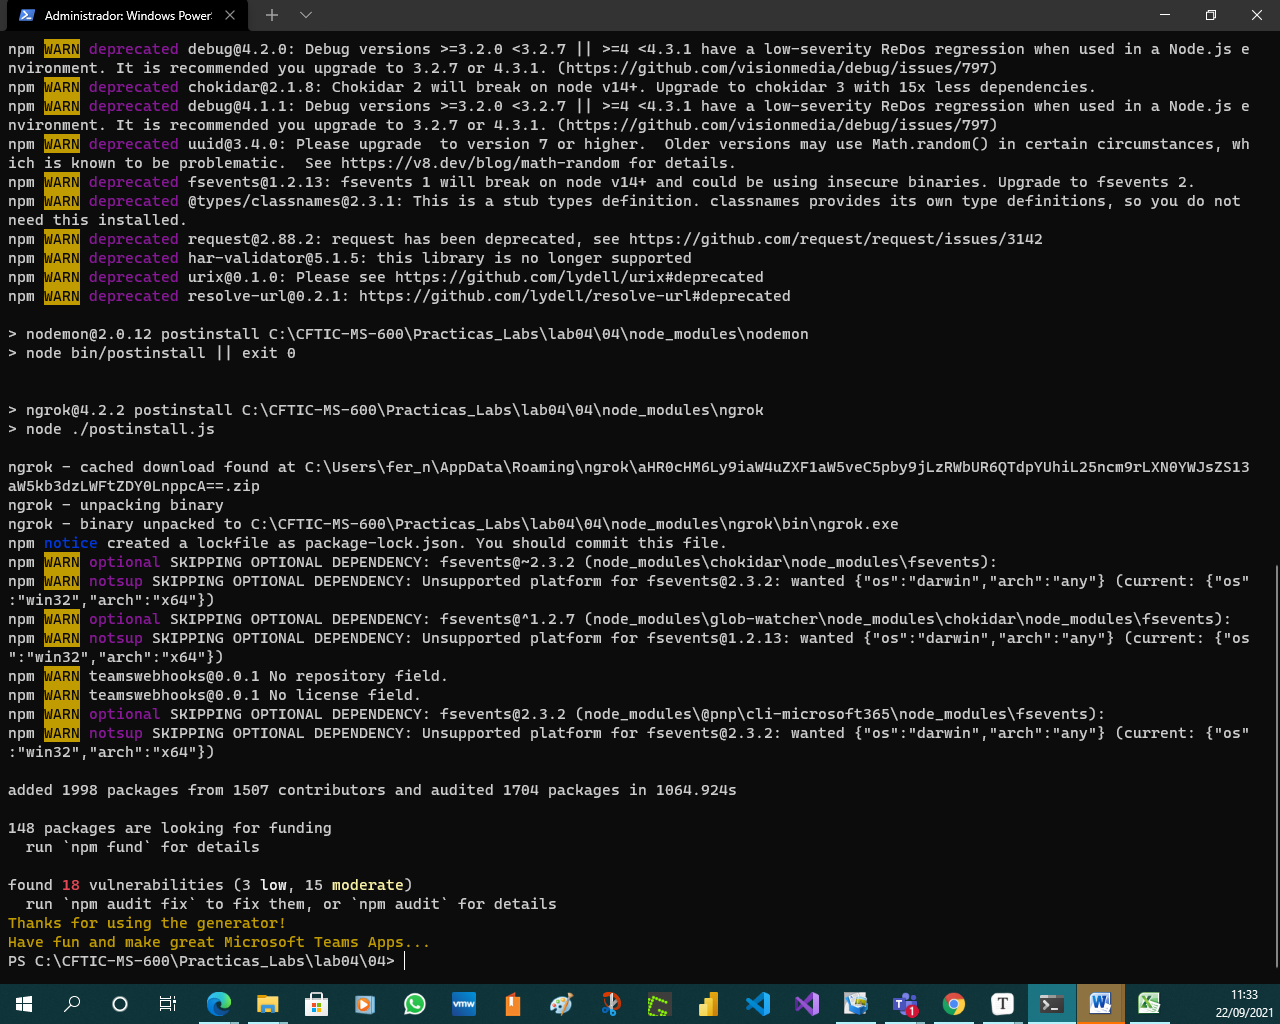 Administrador: Windows Power
npm WARN deprecated debug@4.2.0: Debug versions >=3.2.0 <3.2.7 || >=4 <4.3.1 have a low-severity ReDos regression when used in a Node.js e
nvironment. It is recommended you upgrade to 3.2.7 or 4.3.1. (https://github.com/visionmedia/debug/issues/797)
npm WARN deprecated chokidar@2.1.8: Chokidar 2 will break on node v14+. Upgrade to chokidar 3 with 15x less dependencies.
npm WARN deprecated debug@4.1.1: Debug versions >=3.2.0 <3.2.7 || >=4 <4.3.1 have a low-severity ReDos regression when used in a Node.js e
nvironment. It is recommended you upgrade to 3.2.7 or 4.3.1. (https://github.com/visionmedia/debug/issues/797)
npm WARN deprecated uuid@3.4.0: Please upgrade  to version 7 or higher.  Older versions may use Math.random() in certain circumstances, wh
ich is known to be problematic.  See https://v8.dev/blog/math-random for details.
npm WARN deprecated fsevents@1.2.13: fsevents 1 will break on node v14+ and could be using insecure binaries. Upgrade to fsevents 2.
npm WARN deprecated @types/classnames@2.3.1: This is a stub types definition. classnames provides its own type definitions, so you do not
need this installed.
npm WARN deprecated request@2.88.2: request has been deprecated, see https://github.com/request/request/issues/3142
npm WARN deprecated har-validator@5.1.5: this library is no longer supported
npm WARN deprecated urix@0.1.0: Please see https://github.com/lydell/urix#deprecated
npm WARN deprecated resolve-url@0.2.1: https://github.com/lydell/resolve-url#deprecated
> nodemon@2.0.12 postinstall C:\CFTIC-MS-600\Practicas_Labs\lab04\04\node_modules\nodemon
> node bin/postinstall || exit 0
> ngrok@4.2.2 postinstall C:\CFTIC-MS-600\Practicas_Labs\lab04\04\node_modules\ngrok
> node ./postinstall.js
ngrok - cached download found at C:\Users\fer_n\AppData\Roaming\ngrok\aHR0cHM6Ly9iaW4uZXF1aW5veC5pby9jLzRWbUR6QTdpYUhiL25ncm9rLXN0YWJsZS13
aW5kb3dzLWFtZDY0LnppcA==.zip
ngrok - unpacking binary
ngrok - binary unpacked to C:\CFTIC-MS-600\Practicas_Labs\lab04\04\node_modules\ngrok\bin\ngrok.exe
npm notice created a lockfile as package-lock.json. You should commit this file.
npm WARN optional SKIPPING OPTIONAL DEPENDENCY: fsevents@~2.3.2 (node_modules\chokidar\node_modules\fsevents):
npm WARN notsup SKIPPING OPTIONAL DEPENDENCY: Unsupported platform for fsevents@2.3.2: wanted {"os":"darwin","arch":"any"} (current: {"os"
:"win32","arch":"x64"})
npm WARN optional SKIPPING OPTIONAL DEPENDENCY: fsevents@^1.2.7 (node_modules\glob-watcher\node_modules\chokidar\node_modules\fsevents):
npm WARN notsup SKIPPING OPTIONAL DEPENDENCY: Unsupported platform for fsevents@1.2.13: wanted {"os":"darwin","arch":"any"} (current: {"os
":"win32","arch":"x64"})
npm WARN teamswebhooks@0.0.1 No repository field.
npm WARN teamswebhooks@0.0.1 No license field.
npm WARN optional SKIPPING OPTIONAL DEPENDENCY: fsevents@2.3.2 (node_modules\@pnp\cli-microsoft365\node_modules\fsevents):
npm WARN notsup SKIPPING OPTIONAL DEPENDENCY: Unsupported platform for fsevents@2.3.2: wanted {"os":"darwin","arch":"any"} (current: {"os"
:"win32","arch":"x64"})
added 1998 packages from 1507 contributors and audited 1704 packages in 1064.924s
148 packages are looking for funding
  run `npm fund` for details
found 18 vulnerabilities (3 low, 15 moderate)
  run `npm audit fix` to fix them, or `npm audit` for details
Thanks for using the generator!
Have fun and make great Microsoft Teams Apps...
PS C:\CFTIC-MS-600\Practicas_Labs\lab04\04>
vmw
T
1
11:33
22/09/2021